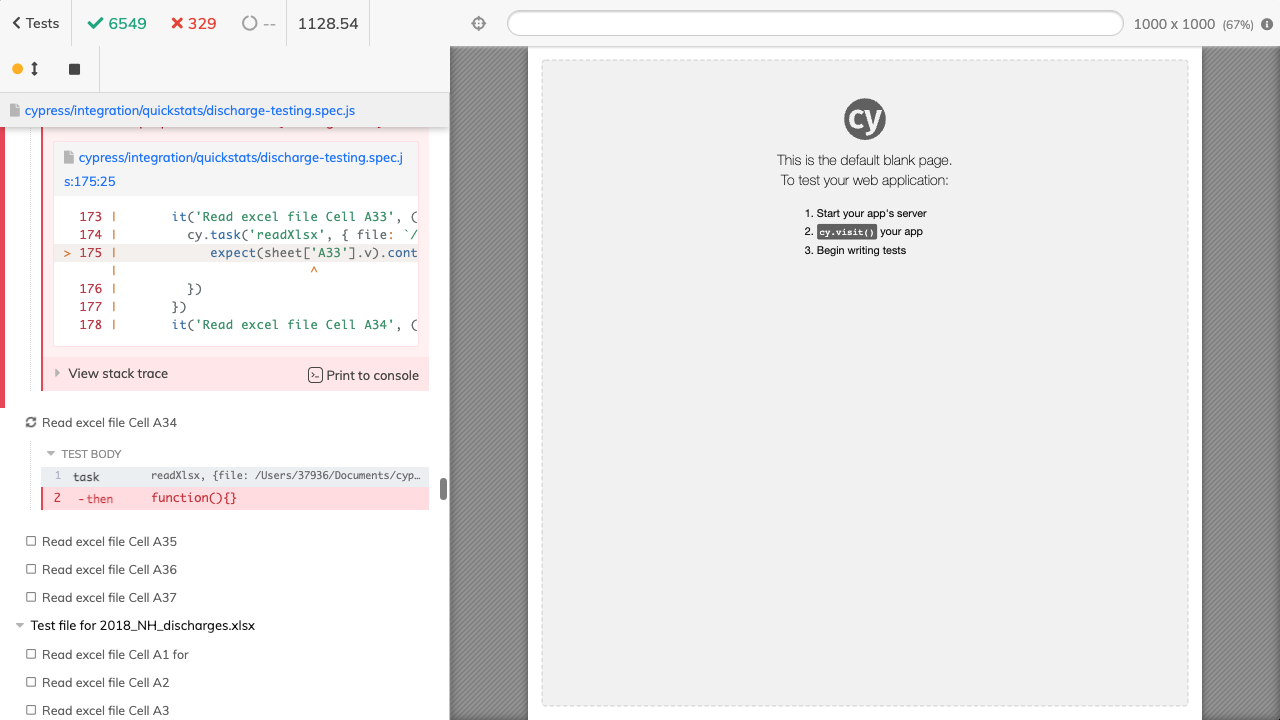 Tests
6549
329
--
1128.54
1000 x 1000 (67%)
cypress/integration/quickstats/discharge-testing.spec.js
cypress/integration/quickstats/discharge-testing.spec.j
s:175:25
173 | it('Read excel file Cell A33', (
174 | cy.task('readXlsx', { file: `/
> 175 | expect(sheet['A33'].v).cont
| ^
176 | })
177 | })
178 | it('Read excel file Cell A34', (
View stack trace
Print to console
Read excel file Cell A34
TEST BODY
1 task readXlsx, {file: /Users/37936/Documents/cyp...
2 -then function(){}
Read excel file Cell A35
Read excel file Cell A36
Read excel file Cell A37
Test file for 2018_NH_discharges.xlsx
Read excel file Cell A1 for
Read excel file Cell A2
Read excel file Cell A3
cy
This is the default blank page.
To test your web application:
1. Start your app's server
2. cy.visit() your app
3. Begin writing tests